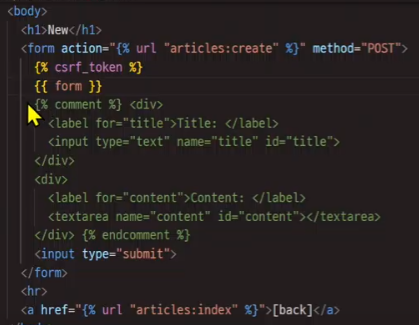 <body>
<h1>New</h1>
<form action="{% url "articles:create" %}" method="POST">
{% csrf_token %}
{{ form }}
{% comment %} <div>
<label for="title">Title: </label>
<input type="text" name="title" id="title">
</div>
<div>
<label for="content">Content: </label>
<textarea name="content" id="content"></textarea>
</div> {% endcomment %}
<input type="submit">
</form>
<hr>
<a href="{% url "articles:index" %}">[back]</a>